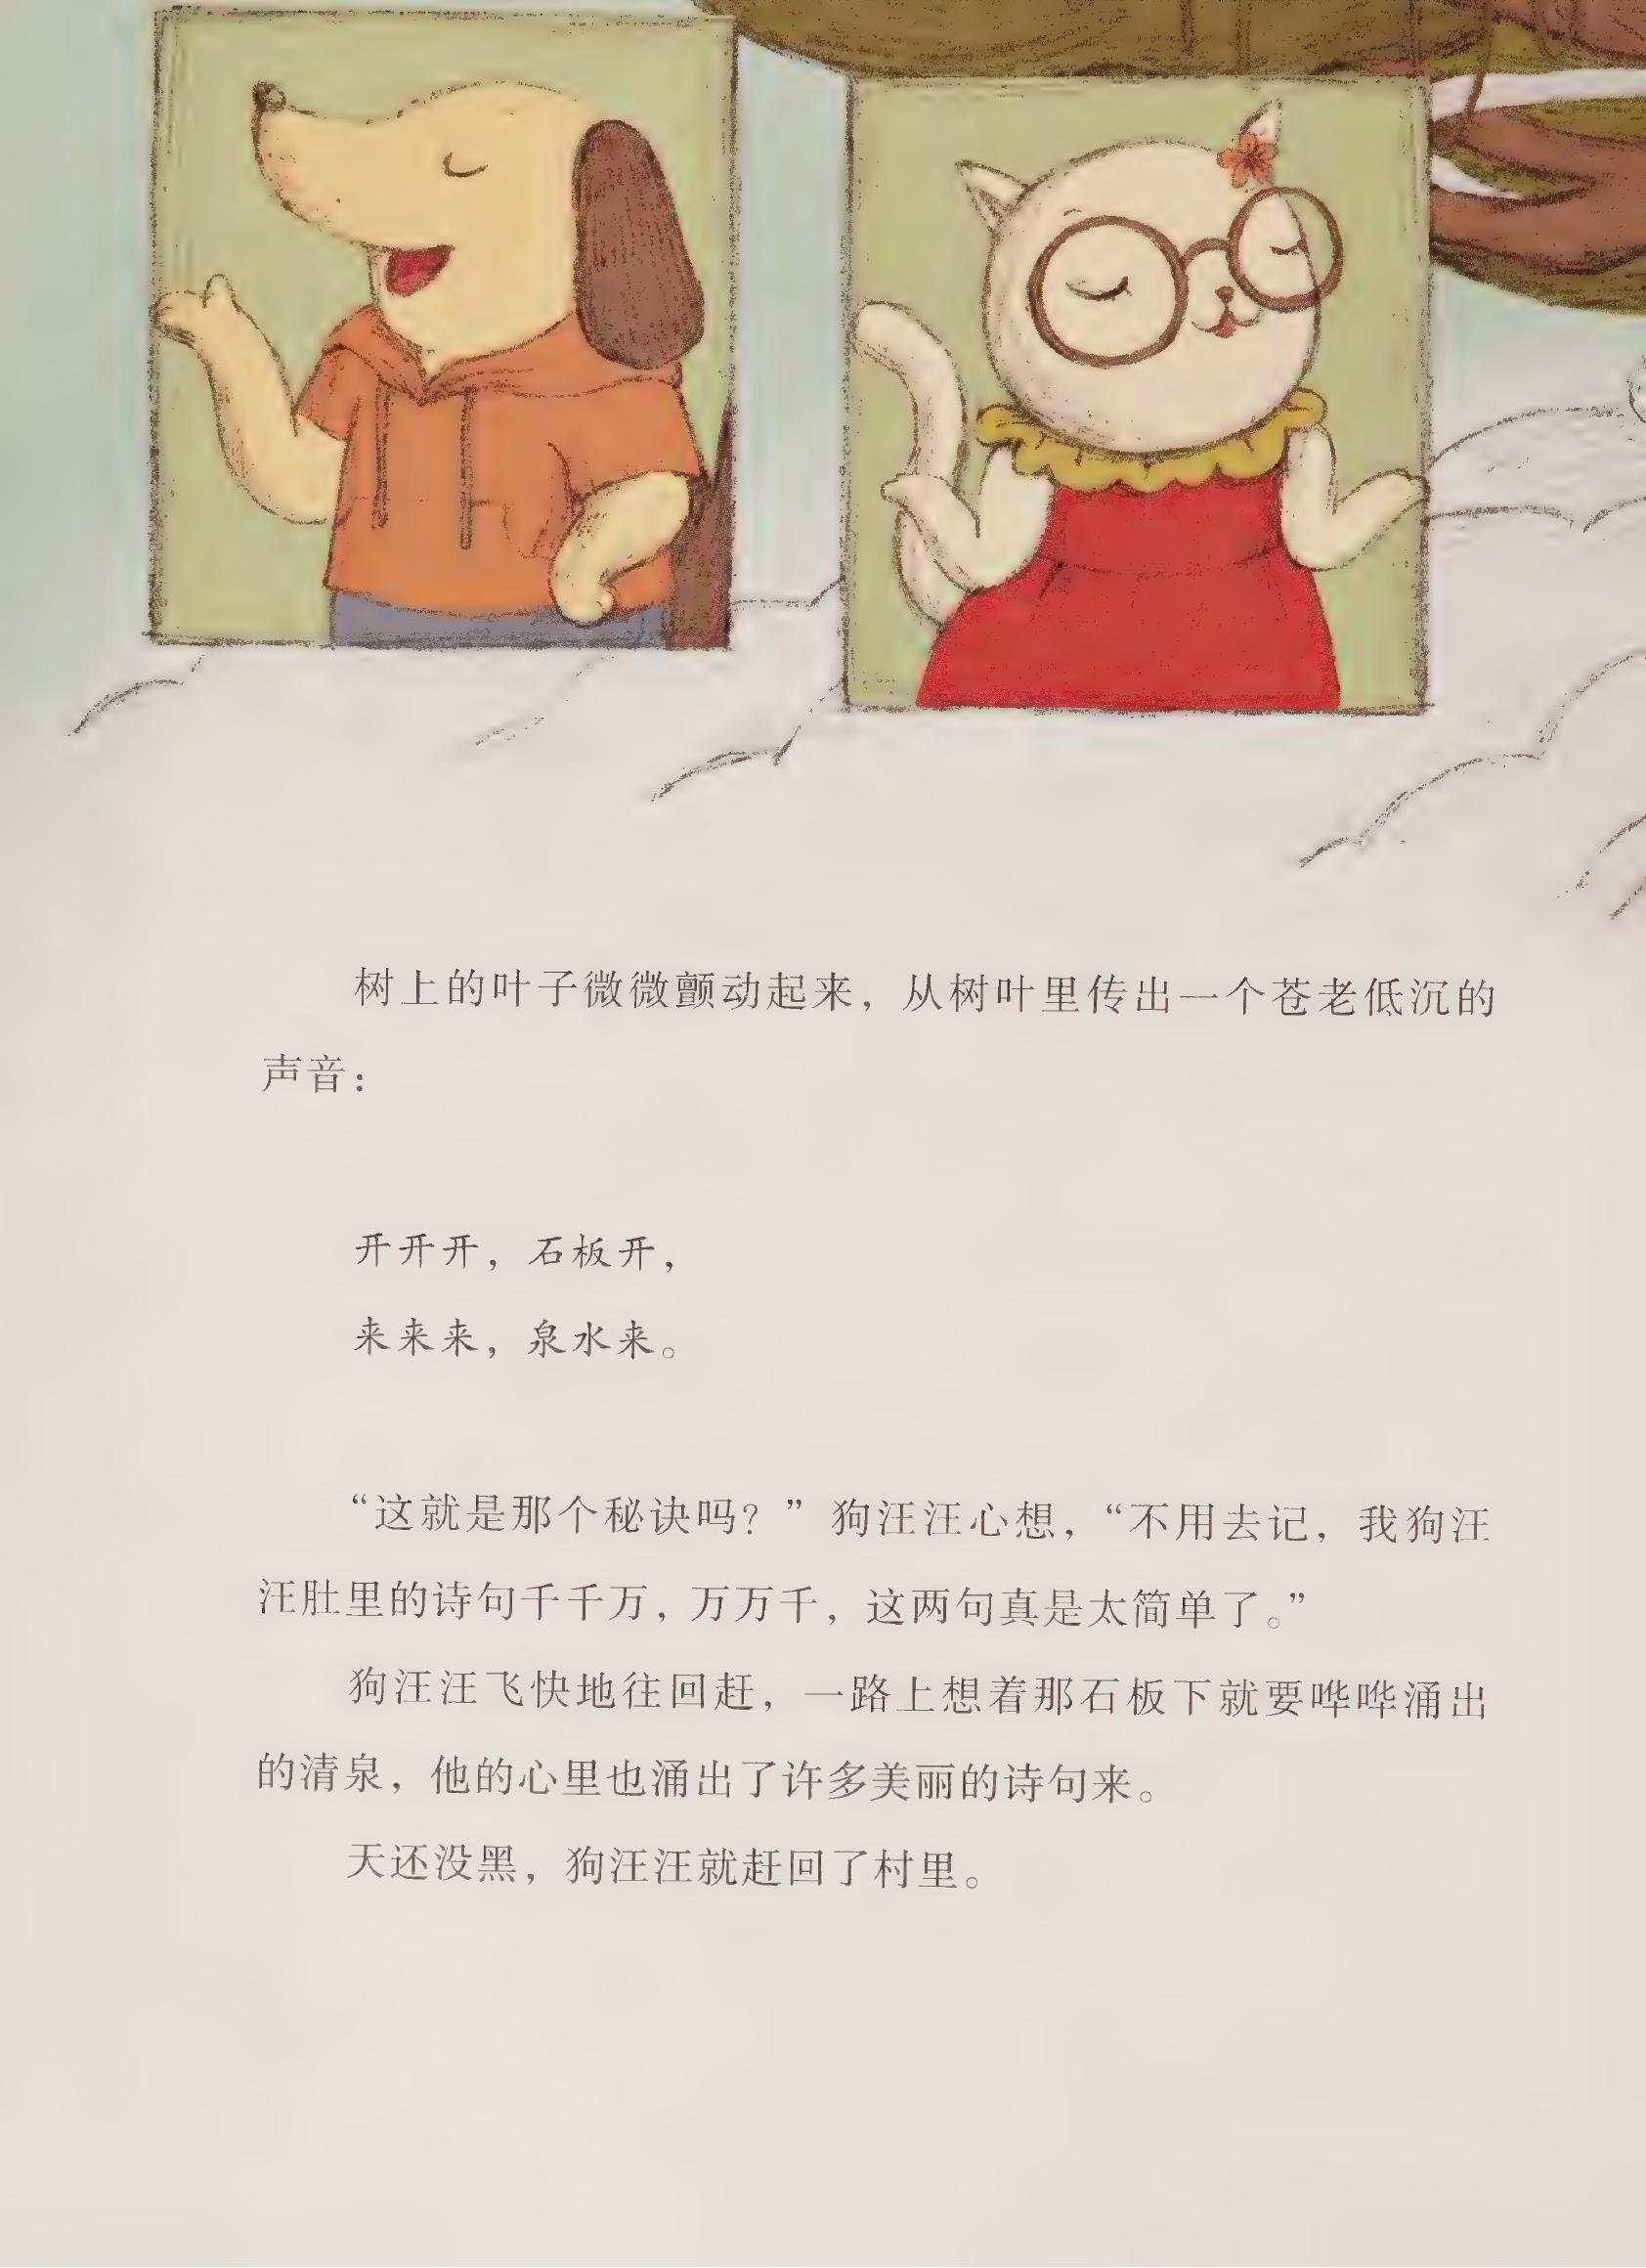 树上的叶子微微颤动起来，从树叶里传出一个苍老低沉的
声音：
开开开，石板开，
来来来，泉水来。
“这就是那个秘诀吗？”狗汪汪心想，“不用去记，我狗汪
汪肚里的诗句千千万，万万千，这两句真是太简单了。”
狗汪汪飞快地往回赶，一路上想着那石板下就要哗哗涌出
的清泉，他的心里也涌出了许多美丽的诗句来。
天还没黑，狗汪汪就赶回了村里。